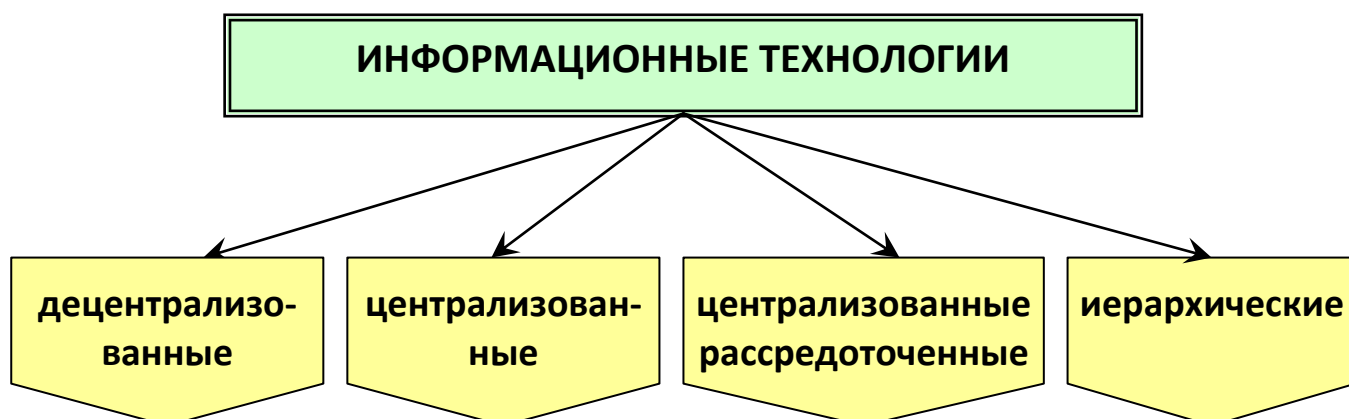 ИНФОРМАЦИОННЫЕ ТЕХНОЛОГИИ
децентрализо-
ванные
централизован-
ные
централизованные
рассредоточенные
иерархические